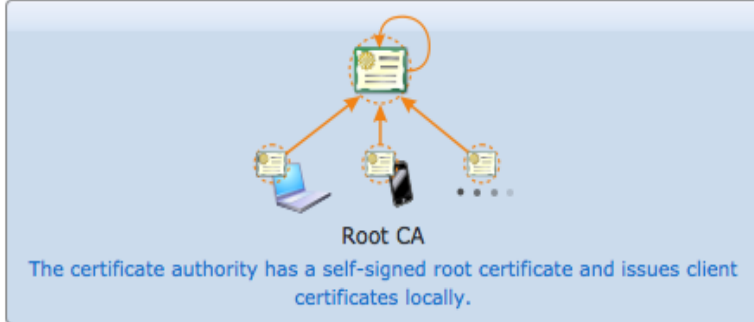 Root CA
The certificate authority has a self-signed root certificate and issues client
certificates locally.